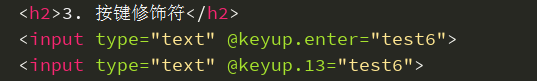 <h2>3. 按键修饰符</h2>
<input type="text" @keyup.enter="test6">
<input type="text" @keyup.13="test6">